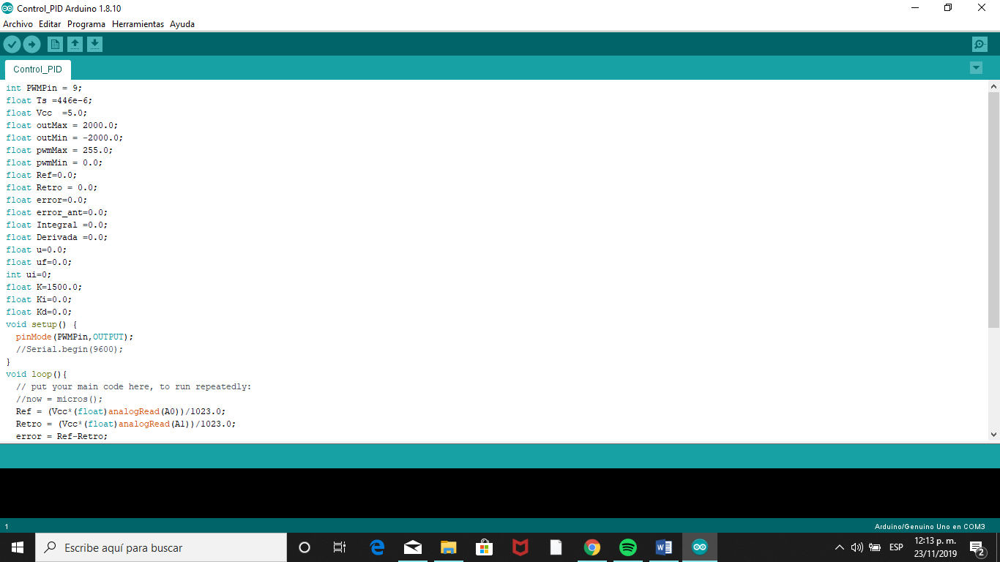 Control_PID Arduino 1.8.10
Archivo Editar Programa Herramientas Ayuda
Control_PID
int PWMPin = 9;
float Ts =446e-6;
float Vcc  =5.0;
float outMax = 2000.0;
float outMin = -2000.0;
float pwmMax = 255.0;
float pwmMin = 0.0;
float Ref=0.0;
float Retro = 0.0;
float error=0.0;
float error_ant=0.0;
float Integral =0.0;
float Derivada =0.0;
float u=0.0;
float uf=0.0;
int ui=0;
float K=1500.0;
float Ki=0.0;
float Kd=0.0;
void setup() {
  pinMode(PWMPin,OUTPUT);
  //Serial.begin(9600);
}
void loop(){
  // put your main code here, to run repeatedly:
  //now = micros();
  Ref = (Vcc*(float)analogRead(A0))/1023.0;
  Retro = (Vcc*(float)analogRead(A1))/1023.0;
  error = Ref-Retro;
1
Arduino/Genuino Uno en COM3
Escribe aquí para buscar
ESP
12:13 p. m.
23/11/2019
2